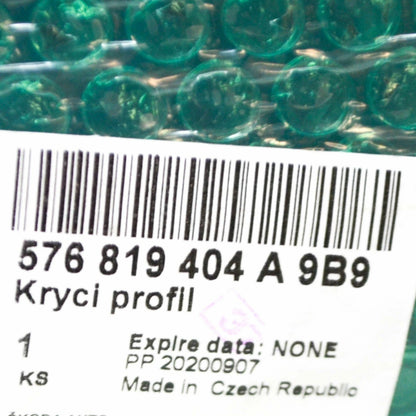 576 819 404 A 9B9
Kryci profil
1 Expire data: NONE
PP 20200907
KS Made in Czech Republic